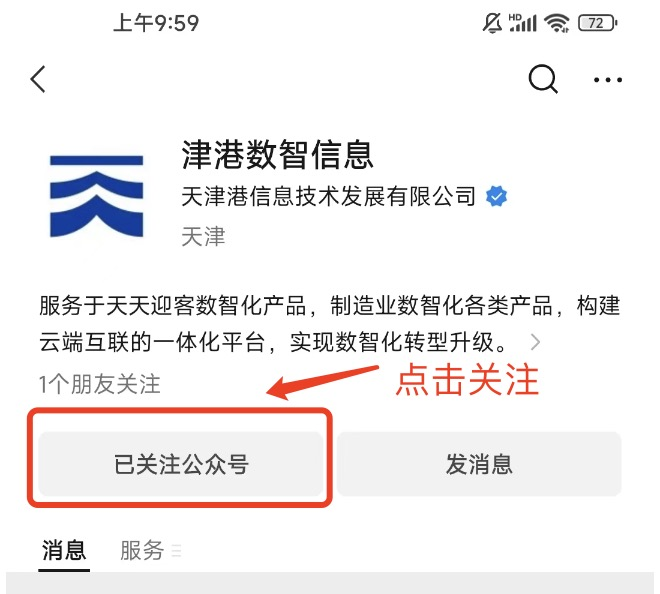 上午9:59
HD
72
津港数智信息
天津港信息技术发展有限公司
天津
服务于天天迎客数智化产品，制造业数智化各类产品，构建
云端互联的一体化平台，实现数智化转型升级。
1个朋友关注
点击关注
已关注公众号
发消息
消息
服务